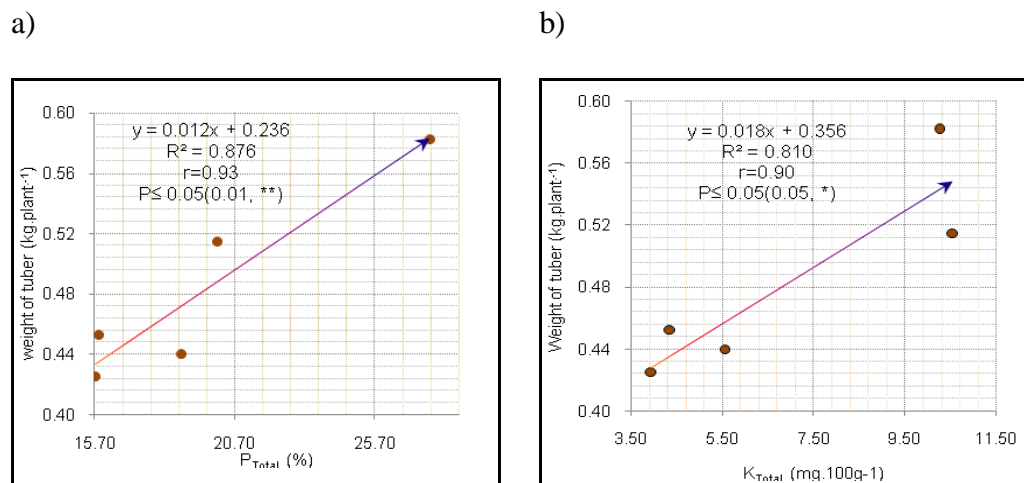 a)
b)
0.60
0.56
0.52
0.48
0.44
0.40
weight of tuber (kg.plant-¹)
y = 0.012x + 0.236
R² = 0.876
r=0.93
P≤ 0.05(0.01, **)
15.70 20.70 25.70
P_Total (%)
0.60
0.56
0.52
0.48
0.44
0.40
Weight of tuber (kg.plant-¹)
y = 0.018x + 0.356
R² = 0.810
r=0.90
P≤ 0.05(0.05, *)
3.50 5.50 7.50 9.50 11.50
K_Total (mg.100g-1)